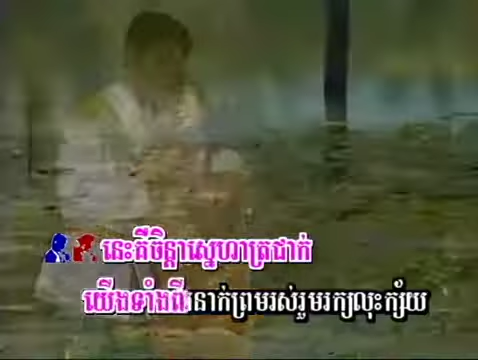 នេះគឺចិន្តាស្នេហាត្រជាក់
យើងទាំងពីរនាក់ព្រមរស់រួមរក្យលុះក្ស័យ